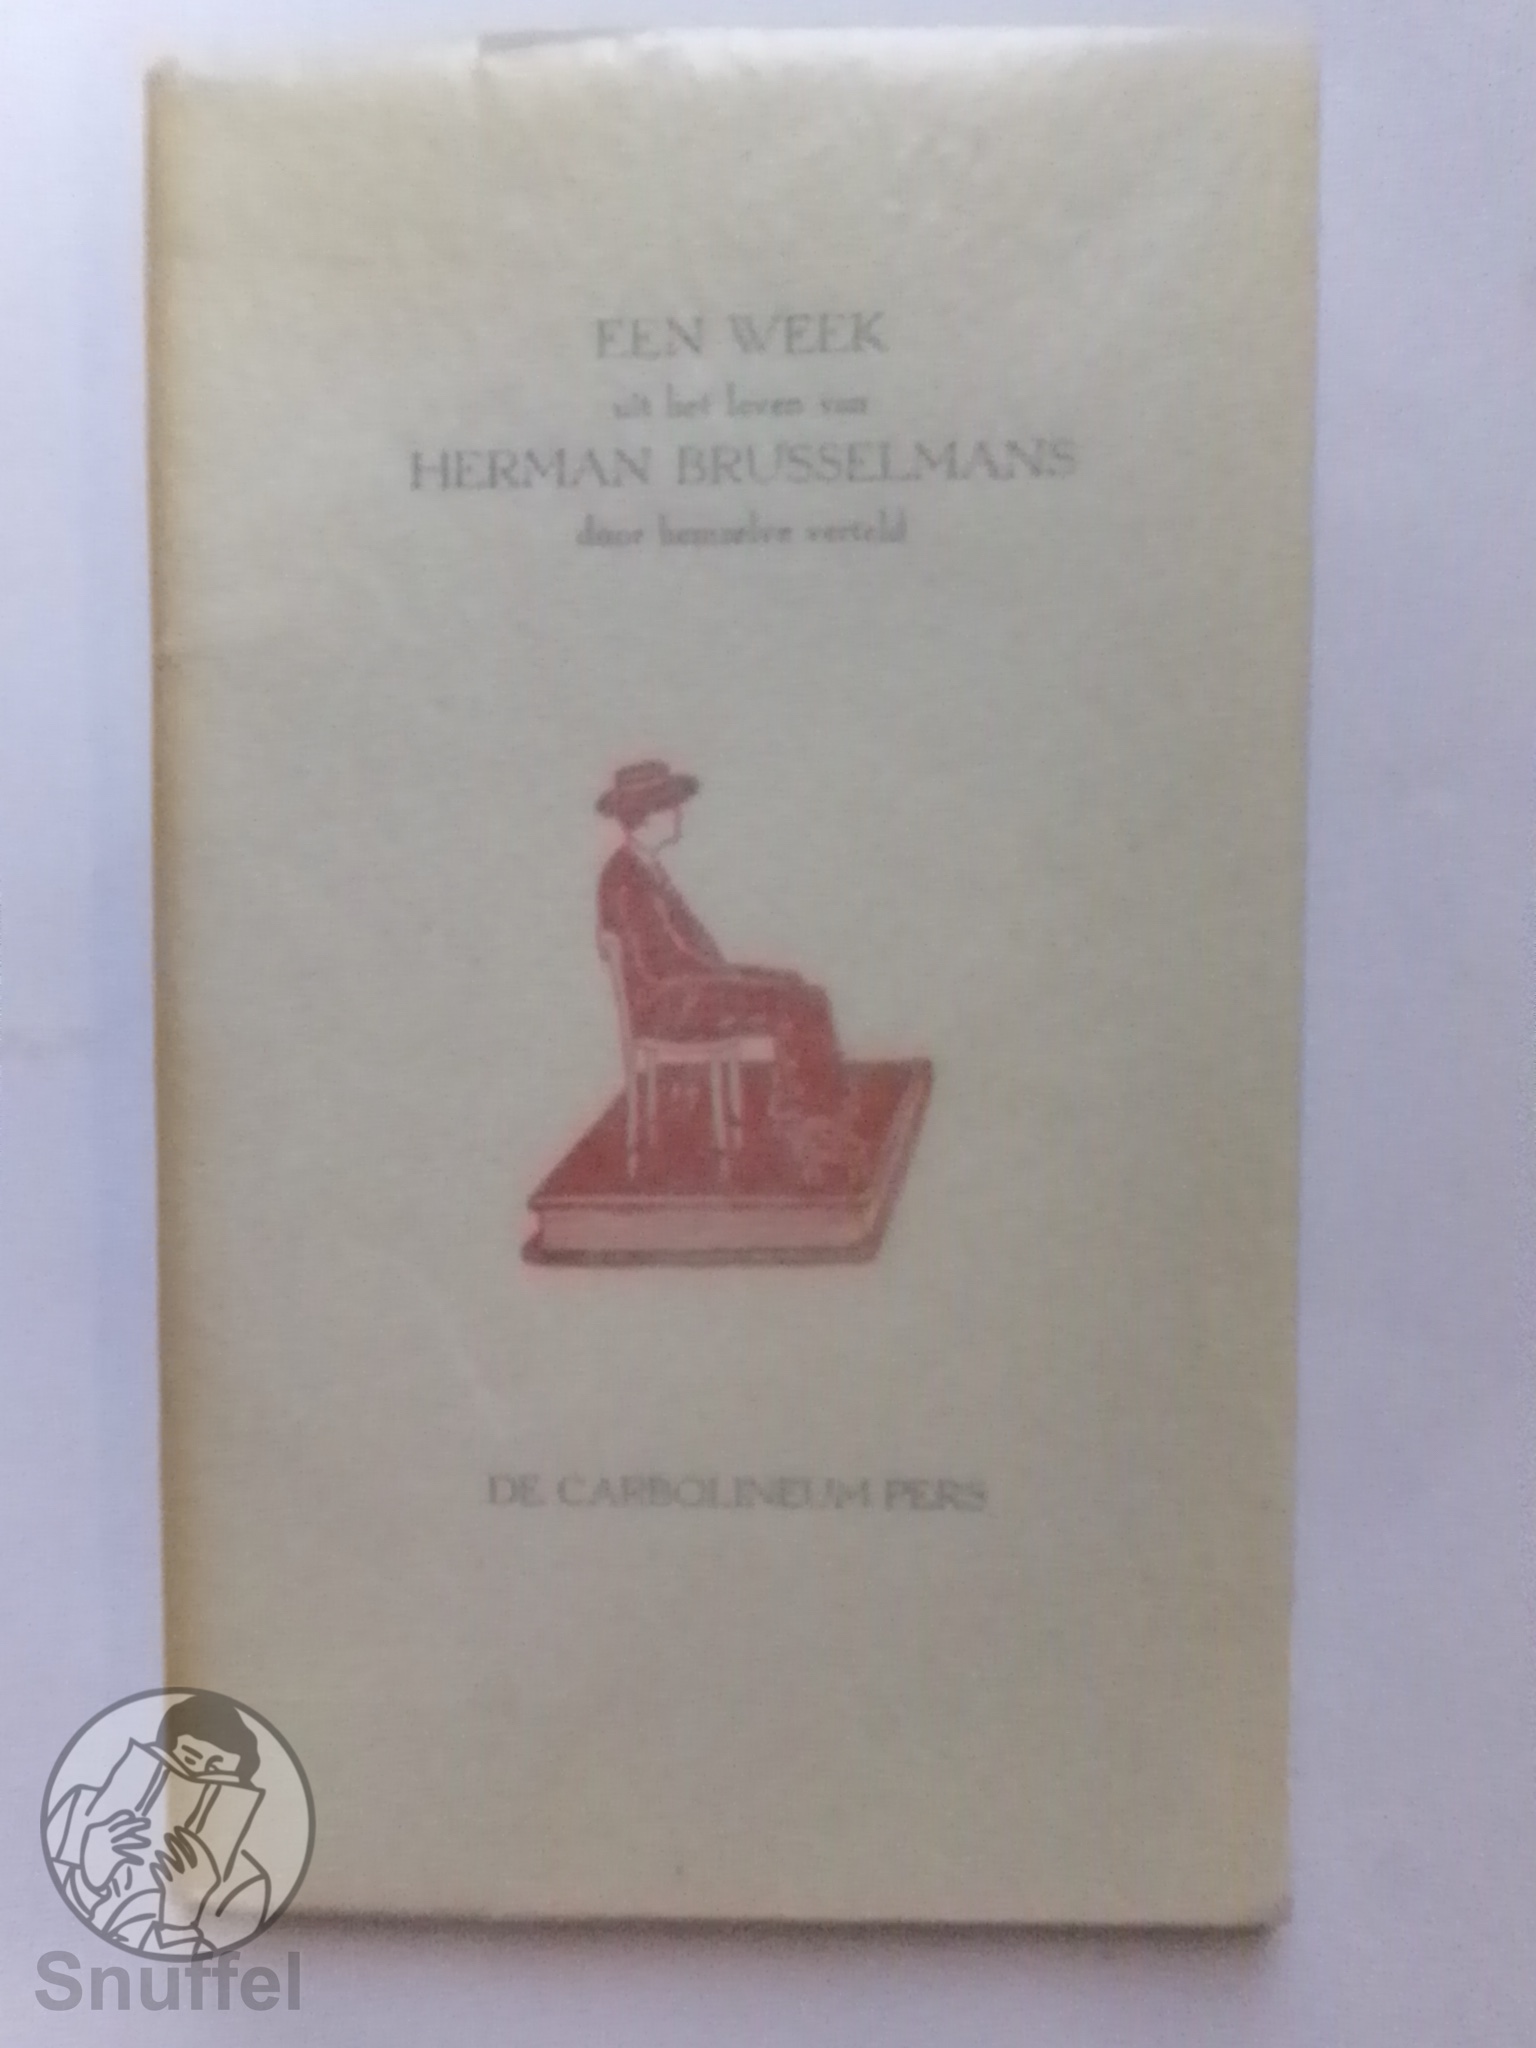 EEN WEEK
uit het leven van
HERMAN BRUSSELMANS
door hemzelve verteld
DE CARBOLINEUM PERS
Snuffel